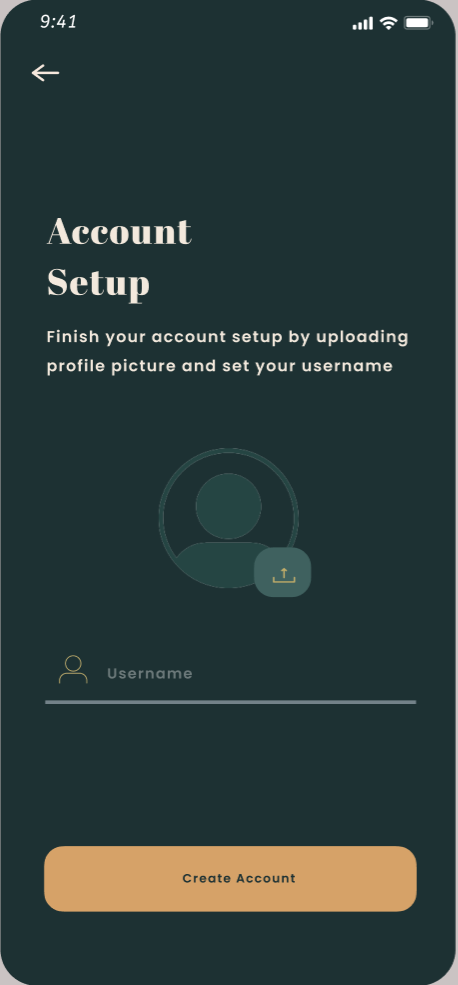 9:41
Account
Setup
Finish your account setup by uploading
profile picture and set your username
Username
Create Account